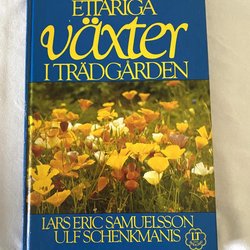 ETTÅRIGA
växter
I TRÄDGÅRDEN
LARS ERIC SAMUELSSON
ULF SCHENKMANIS